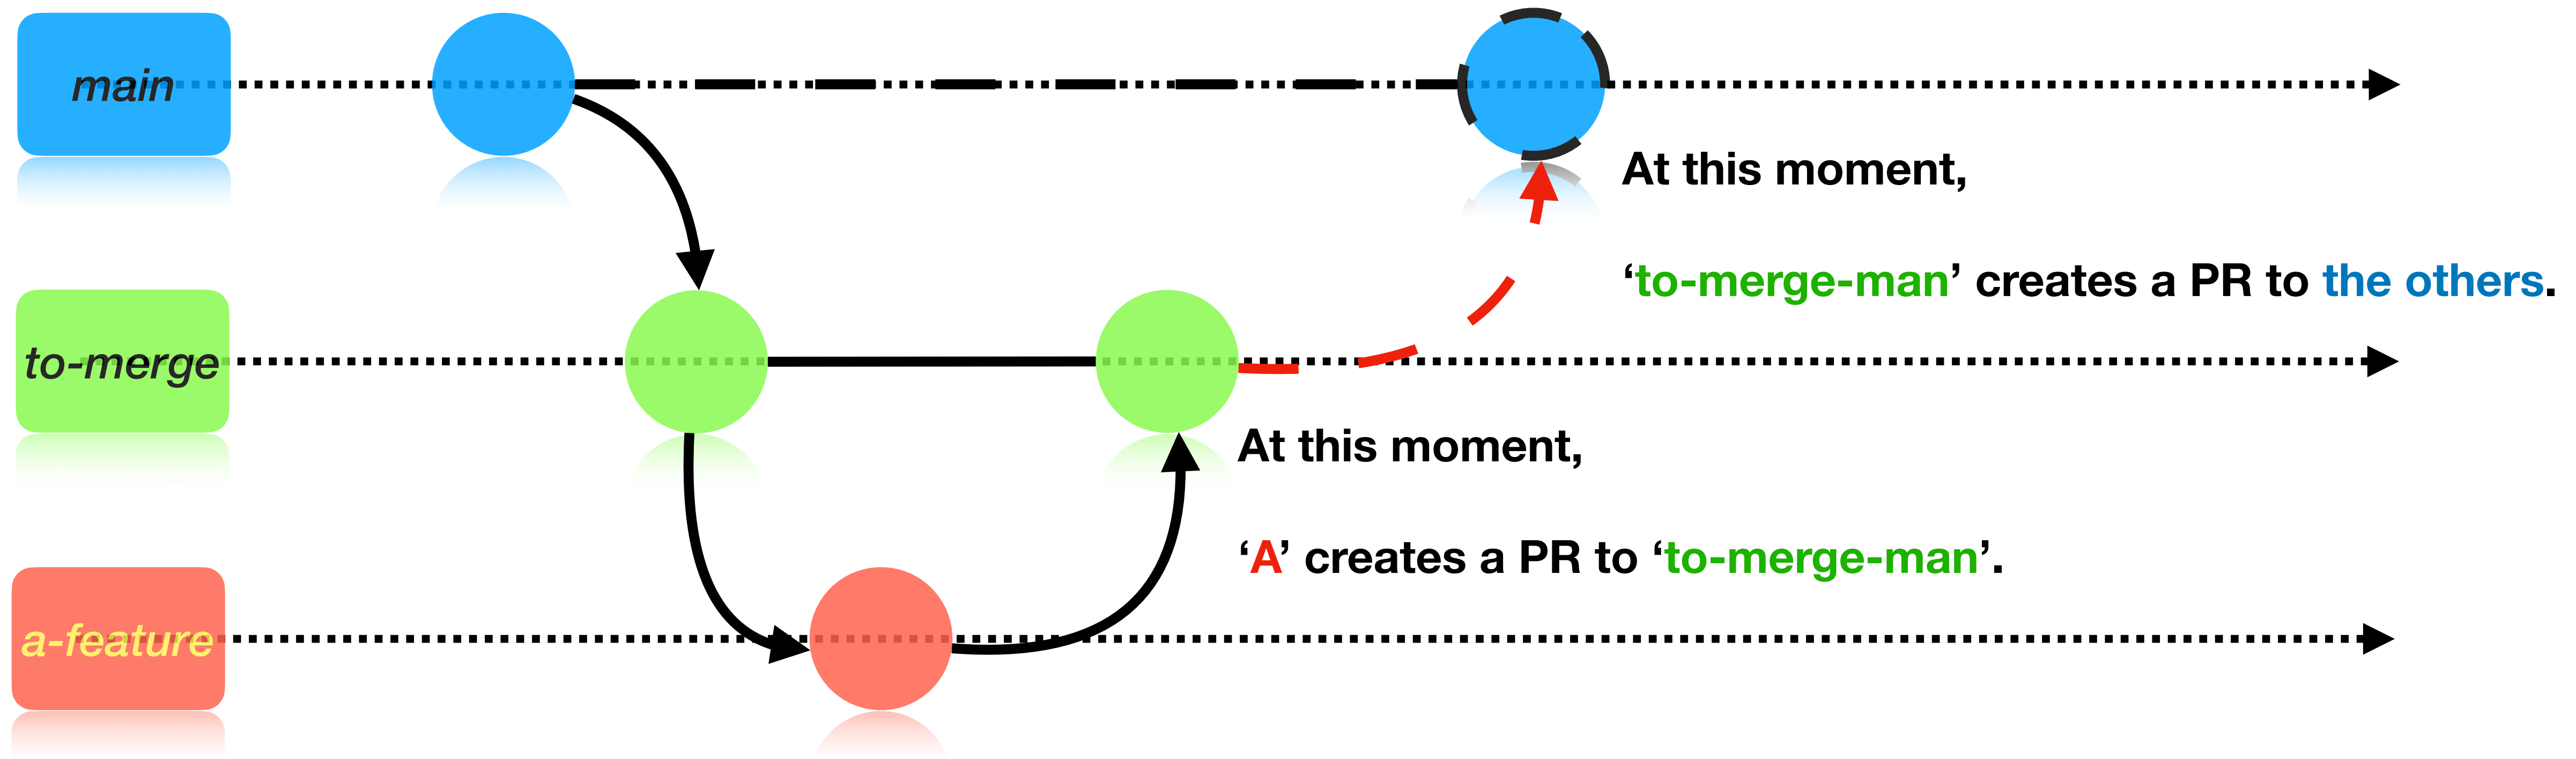 main
At this moment,
‘to-merge-man’ creates a PR to the others.
to-merge
At this moment,
‘A’ creates a PR to ‘to-merge-man’.
a-feature